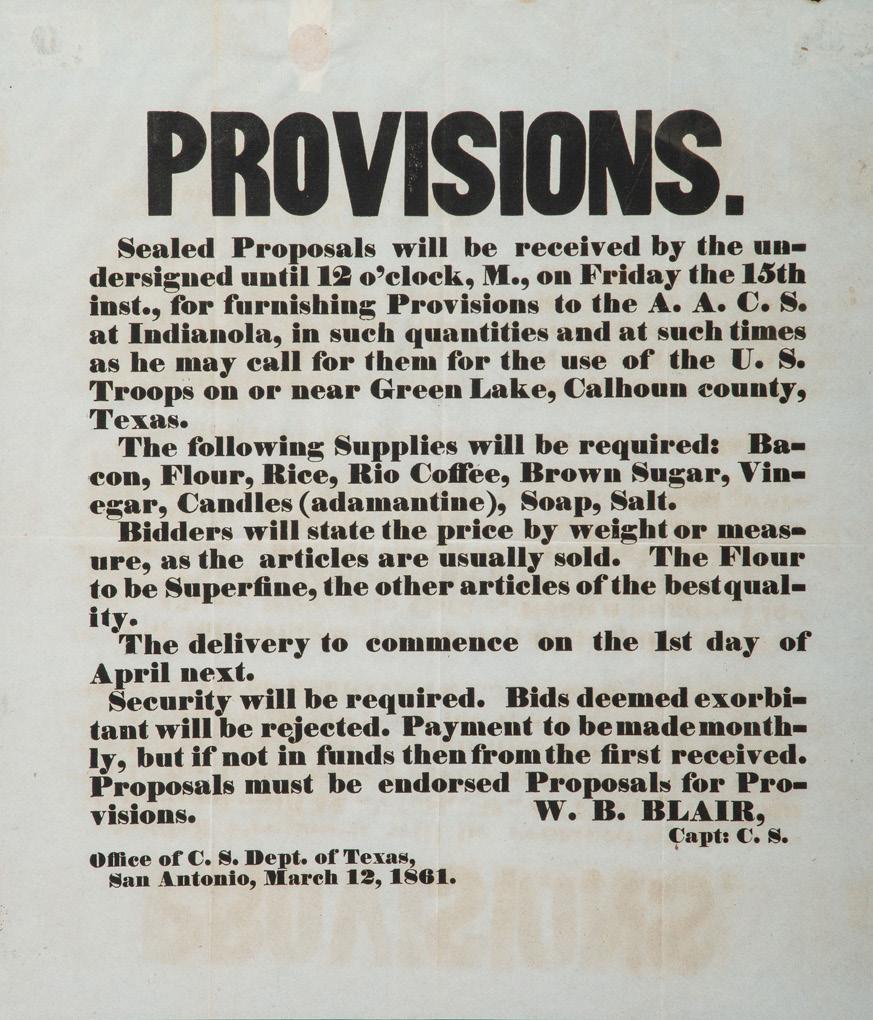 PROVISIONS.
Sealed Proposals will be received by the un-
dersigned until 12 o'clock, M., on Friday the 15th
inst., for furnishing Provisions to the A. A. C. S.
at Indianola, in such quantities and at such times
as he may call for them for the use of the U. S.
Troops on or near Green Lake, Calhoun county,
Texas.
The following Supplies will be required: Ba-
con, Flour, Rice, Rio Coffee, Brown Sugar, Vin-
egar, Candles (adamantine), Soap, Salt.
Bidders will state the price by weight or meas-
ure, as the articles are usually sold. The Flour
to be Superfine, the other articles of the best qual-
ity.
The delivery to commence on the 1st day of
April next.
Security will be required. Bids deemed exorbi-
tant will be rejected. Payment to be made month-
ly, but if not in funds then from the first received.
Proposals must be endorsed Proposals for Pro-
visions. W. B. BLAIR,
Capt: C. S.
Office of C. S. Dept. of Texas,
San Antonio, March 12, 1861.